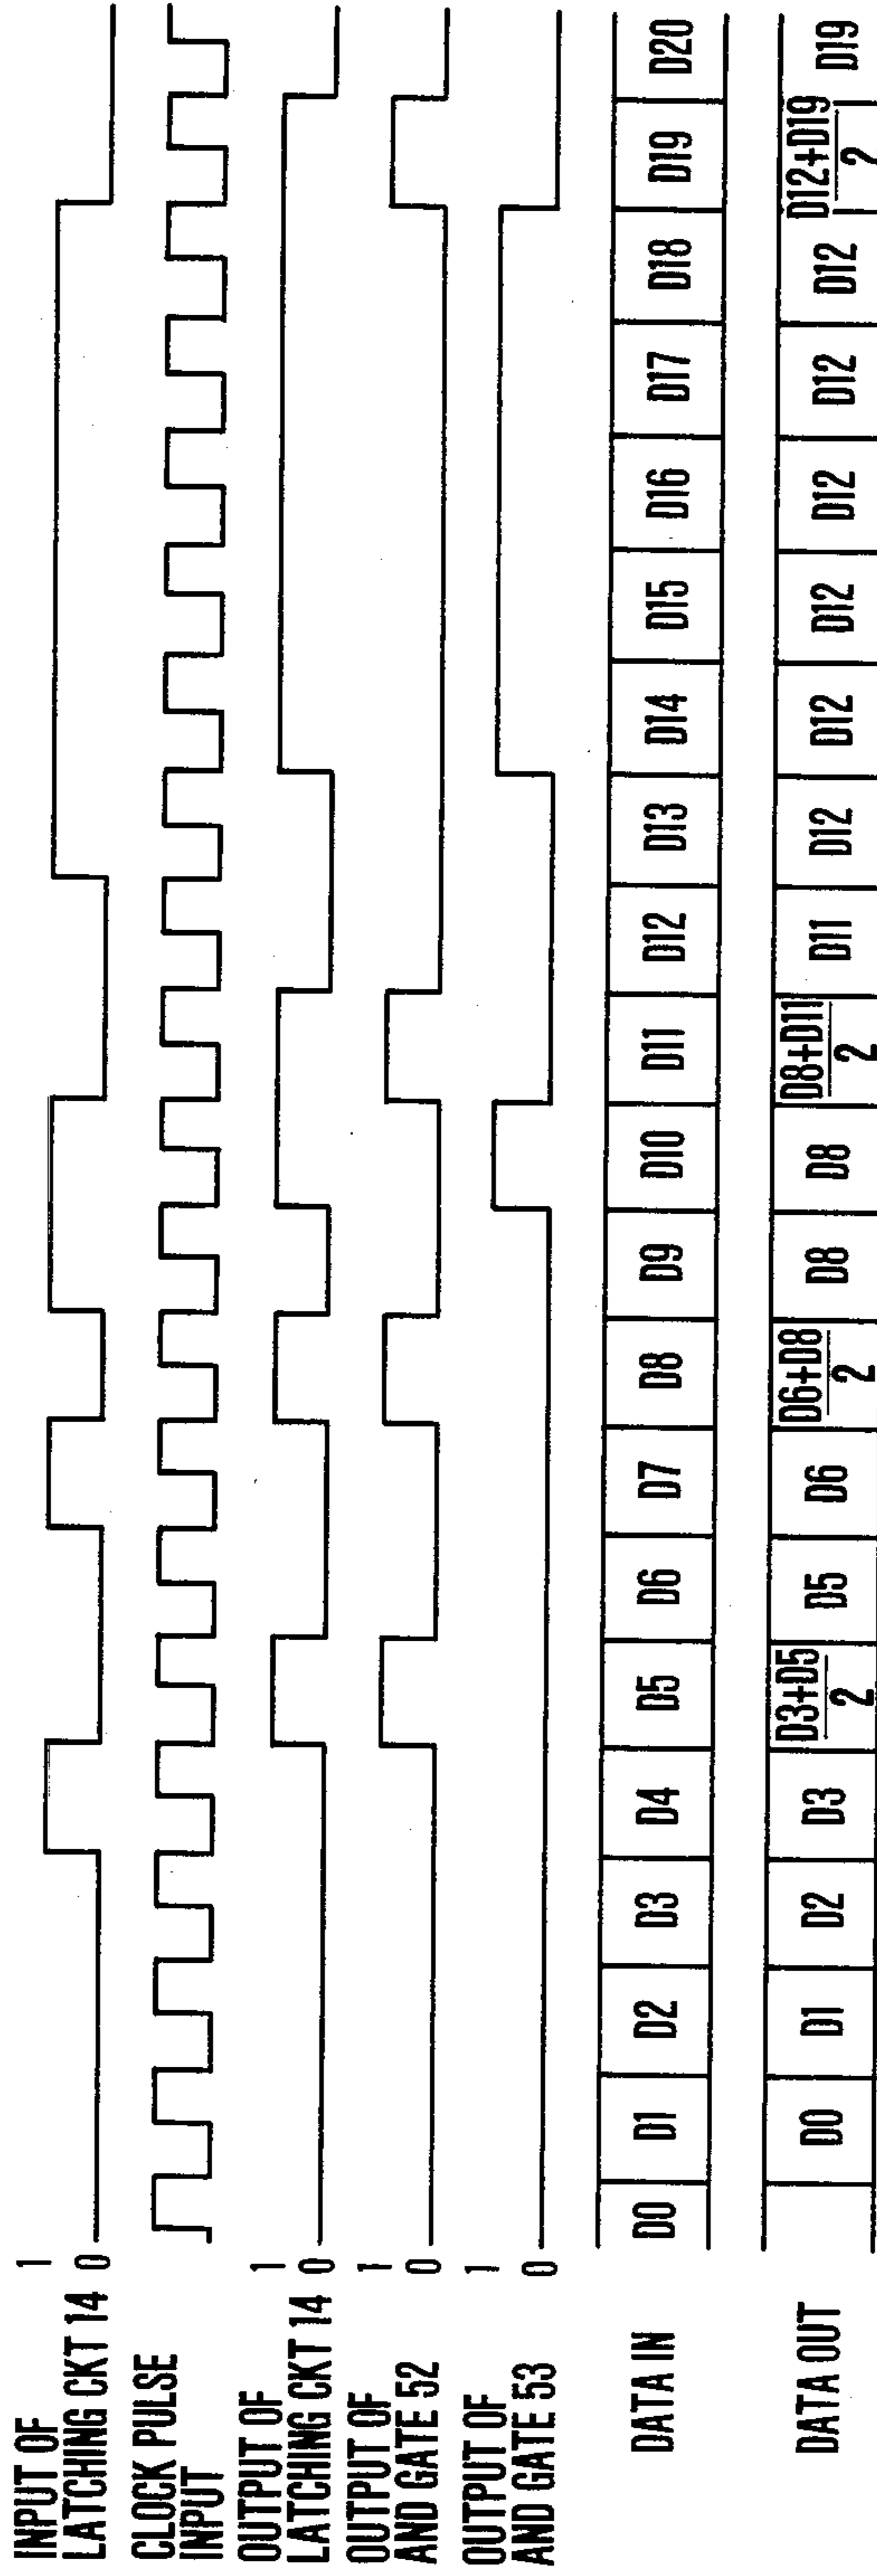 INPUT OF
LATCHING CKT 14
1
0
CLOCK PULSE
INPUT
OUTPUT OF
LATCHING CKT 14
1
0
OUTPUT OF
AND GATE 52
1
0
OUTPUT OF
AND GATE 53
1
0
DATA IN
D0 D1 D2 D3 D4 D5 D6 D7 D8 D9 D10 D11 D12 D13 D14 D15 D16 D17 D18 D19 D20
DATA OUT
D0 D1 D2 D3 D3+D5 D5 D6 D6+D8 D8 D8 D8+D11 D11 D12 D12 D12 D12 D12 D12 D12+D19 D19
2 2 2 2